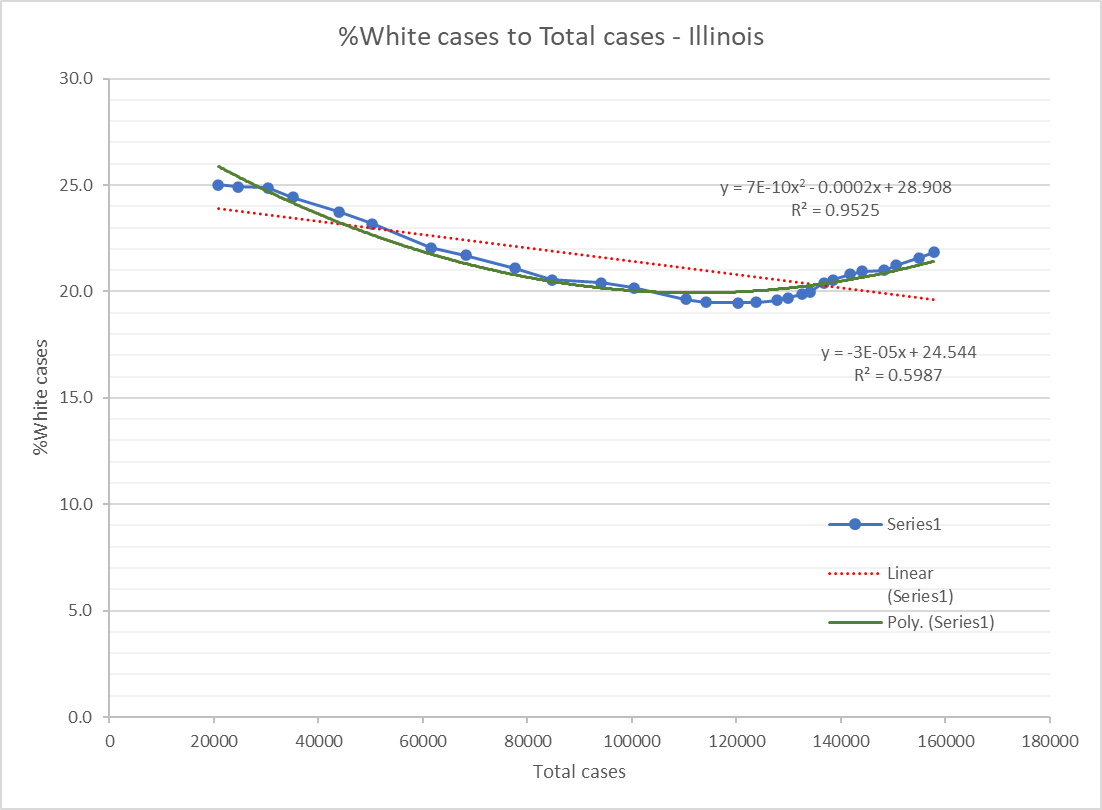 %White cases to Total cases - Illinois
30.0
25.0
20.0
15.0
10.0
5.0
0.0
%White cases
y = 7E-10x² - 0.0002x + 28.908
R² = 0.9525
y = -3E-05x + 24.544
R² = 0.5987
Series1
Linear
(Series1)
Poly. (Series1)
0 20000 40000 60000 80000 100000 120000 140000 160000 180000
Total cases